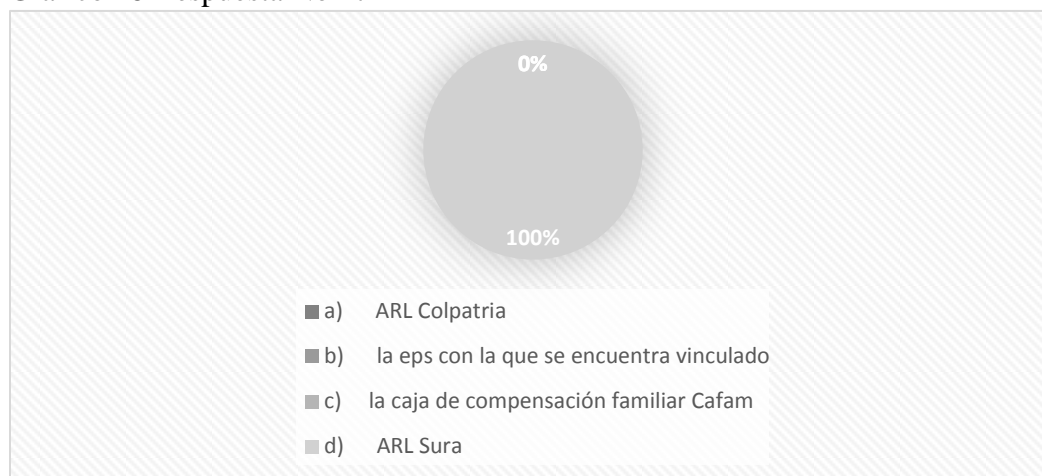 0%
100%
a) ARL Colpatria
b) la eps con la que se encuentra vinculado
c) la caja de compensación familiar Cafam
d) ARL Sura